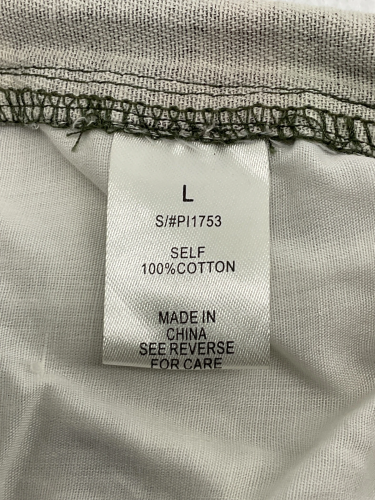 L
S/#PI1753
SELF
100%COTTON
MADE IN
CHINA
SEE REVERSE
FOR CARE